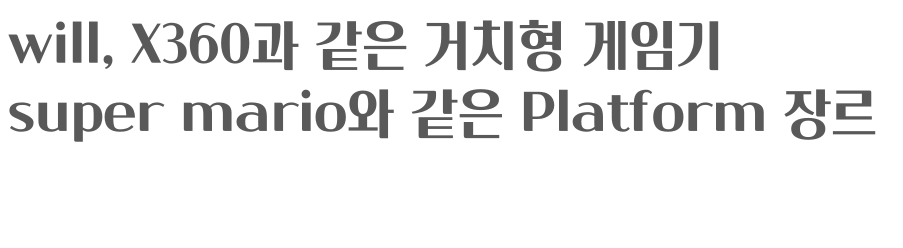 will, X360과 같은 거치형 게임기
super mario와 같은 Platform 장르